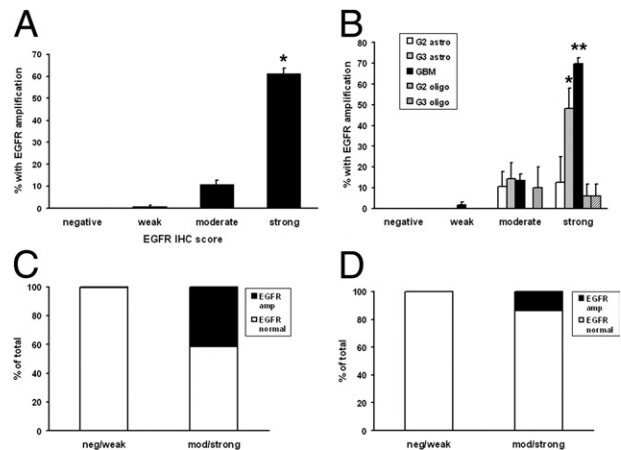 A
% with EGFR amplification
70
60
50
40
30
20
10
0
*
negative weak moderate strong
EGFR IHC score
B
% with EGFR amplification
80
70
60
50
40
30
20
10
0
G2 astro
G3 astro
GBM
G2 oligo
G3 oligo
*
**
negative weak moderate strong
C
% of total
100
80
60
40
20
0
EGFR amp
EGFR normal
neg/weak mod/strong
D
% of total
100
80
60
40
20
0
EGFR amp
EGFR normal
neg/weak mod/strong